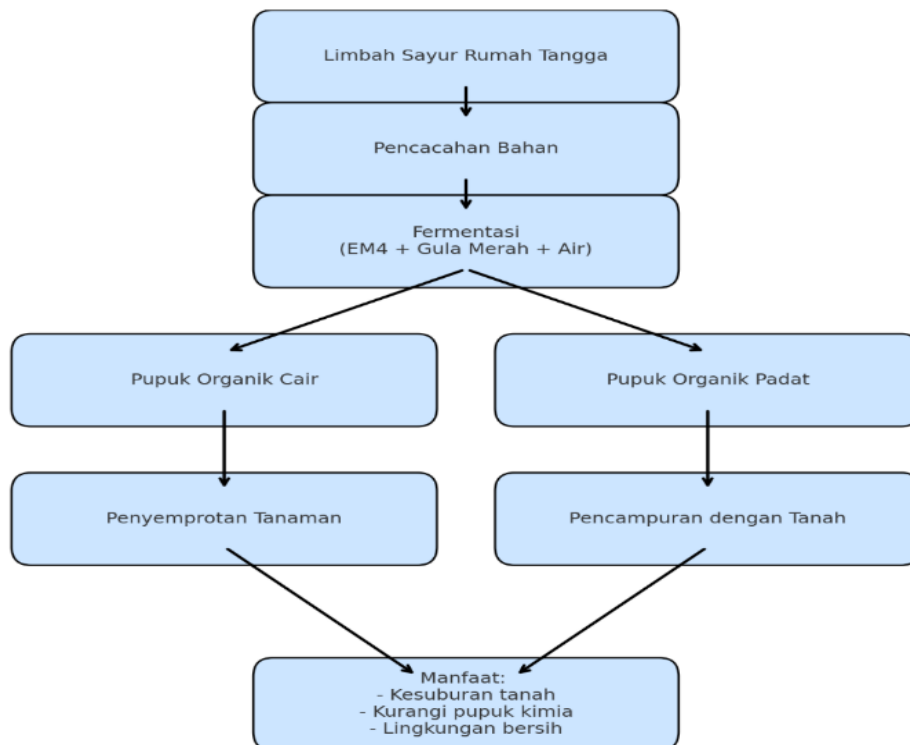 Limbah Sayur Rumah Tangga
Pencacahan Bahan
Fermentasi
(EM4 + Gula Merah + Air)
Pupuk Organik Cair
Pupuk Organik Padat
Penyemprotan Tanaman
Pencampuran dengan Tanah
Manfaat:
- Kesuburan tanah
- Kurangi pupuk kimia
- Lingkungan bersih